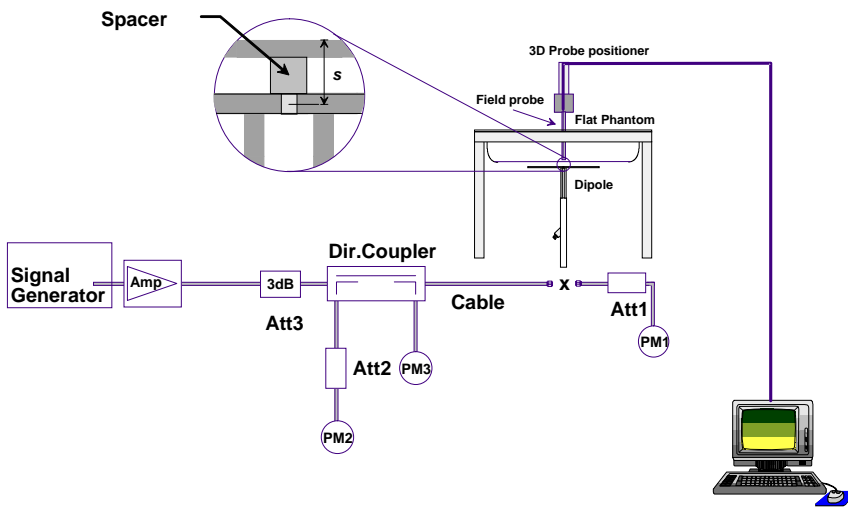 Spacer
s
3D Probe positioner
Field probe
Flat Phantom
Dipole
Signal
Generator
Amp
3dB
Att3
Dir.Coupler
Cable
x
Att1
PM1
Att2
PM3
PM2